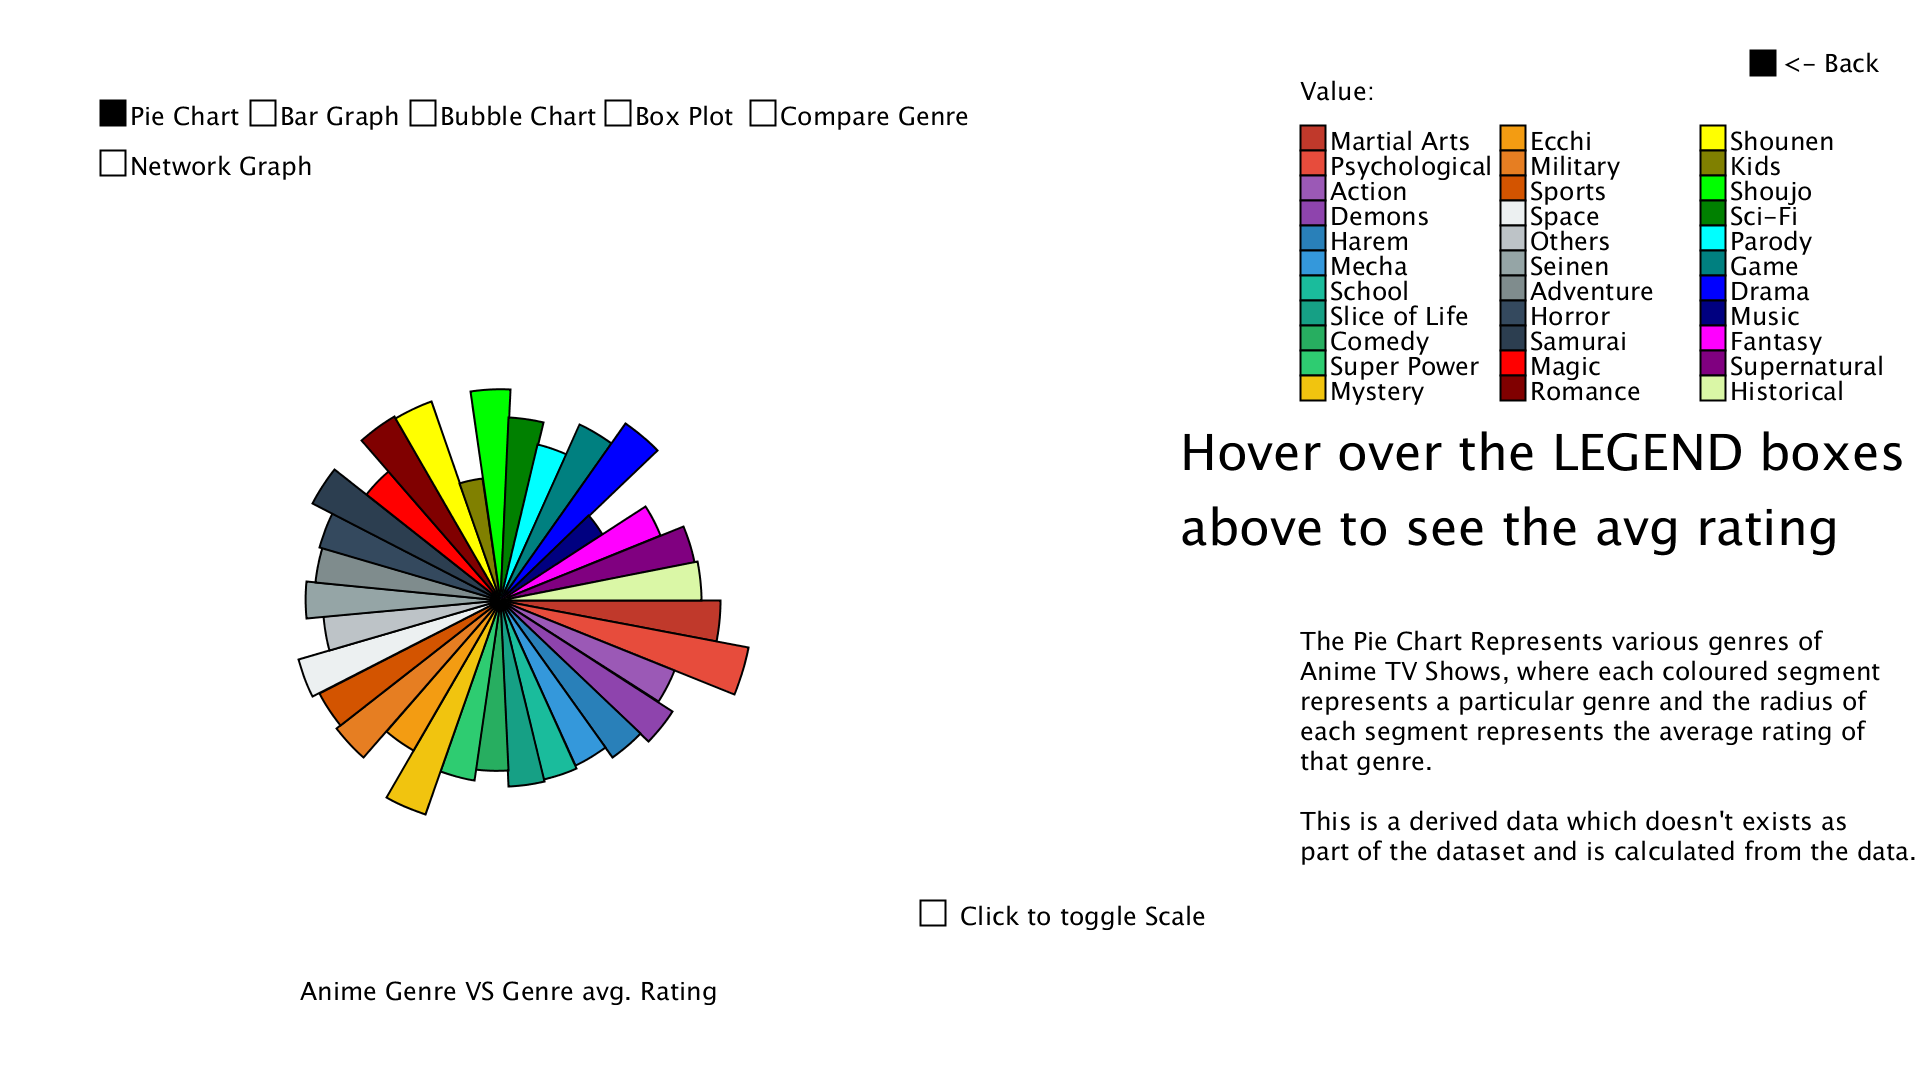 <- Back
Value:
Pie Chart Bar Graph Bubble Chart Box Plot Compare Genre
Network Graph
Martial Arts Ecchi Shounen
Psychological Military Kids
Action Sports Shoujo
Demons Space Sci-Fi
Harem Others Parody
Mecha Seinen Game
School Adventure Drama
Slice of Life Horror Music
Comedy Samurai Fantasy
Super Power Magic Supernatural
Mystery Romance Historical
Hover over the LEGEND boxes
above to see the avg rating
The Pie Chart Represents various genres of
Anime TV Shows, where each coloured segment
represents a particular genre and the radius of
each segment represents the average rating of
that genre.
This is a derived data which doesn't exists as
part of the dataset and is calculated from the data.
Click to toggle Scale
Anime Genre VS Genre avg. Rating